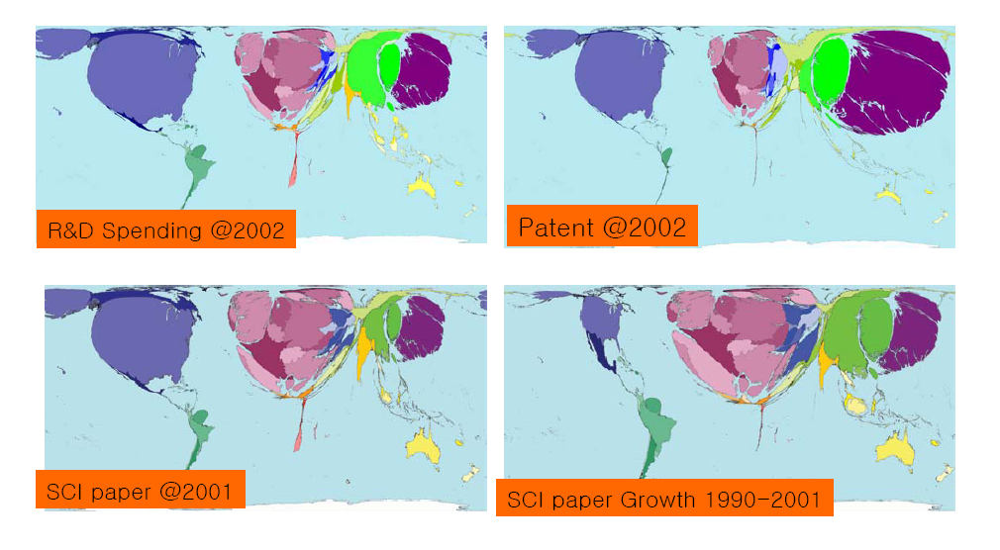 R&D Spending @2002
Patent @2002
SCI paper @2001
SCI paper Growth 1990-2001